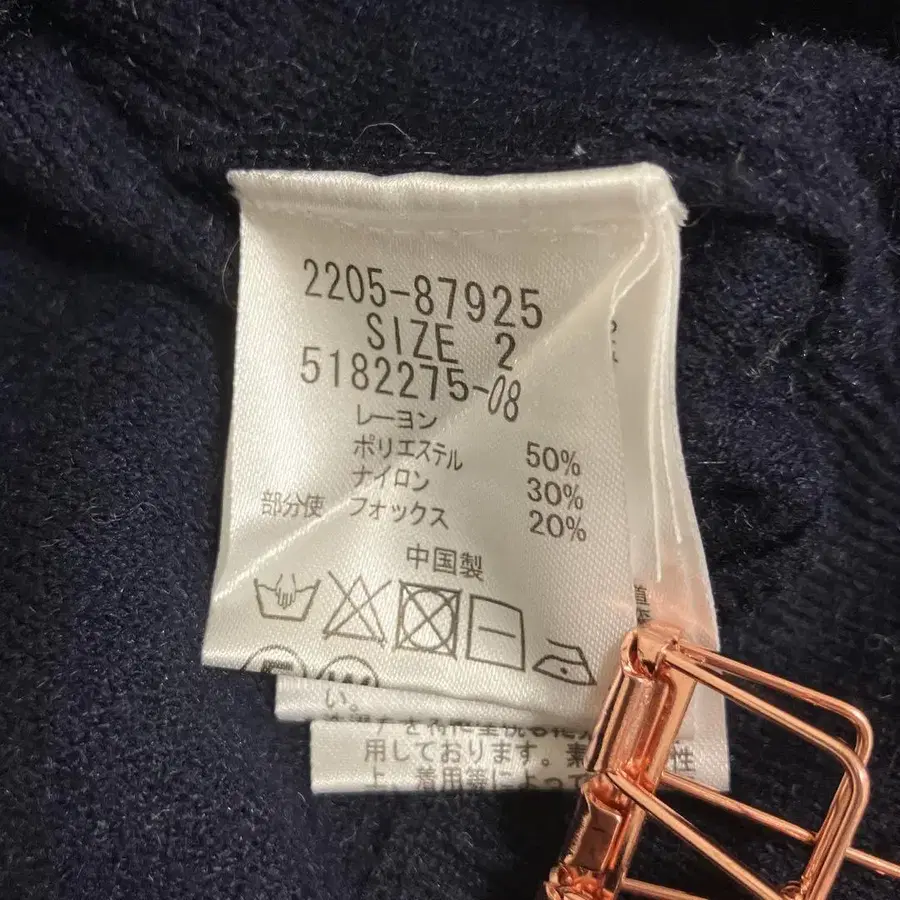 2205-87925
SIZE 2
5182275-08
レーヨン 50%
ポリエステル 30%
ナイロン 20%
部分使 フォックス
中国製
い。
用しております。素
性
上、着用等によって